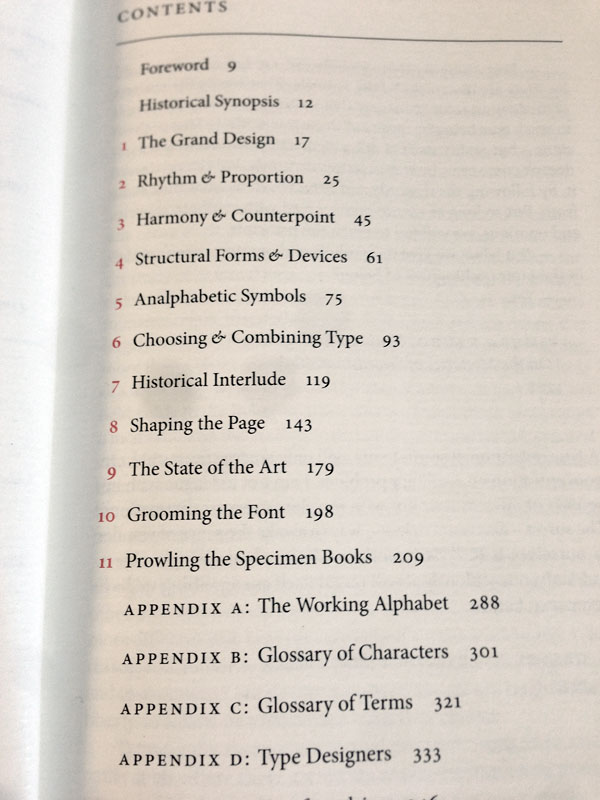 CONTENTS
Foreword 9
Historical Synopsis 12
1 The Grand Design 17
2 Rhythm & Proportion 25
3 Harmony & Counterpoint 45
4 Structural Forms & Devices 61
5 Analphabetic Symbols 75
6 Choosing & Combining Type 93
7 Historical Interlude 119
8 Shaping the Page 143
9 The State of the Art 179
10 Grooming the Font 198
11 Prowling the Specimen Books 209
APPENDIX A: The Working Alphabet 288
APPENDIX B: Glossary of Characters 301
APPENDIX C: Glossary of Terms 321
APPENDIX D: Type Designers 333